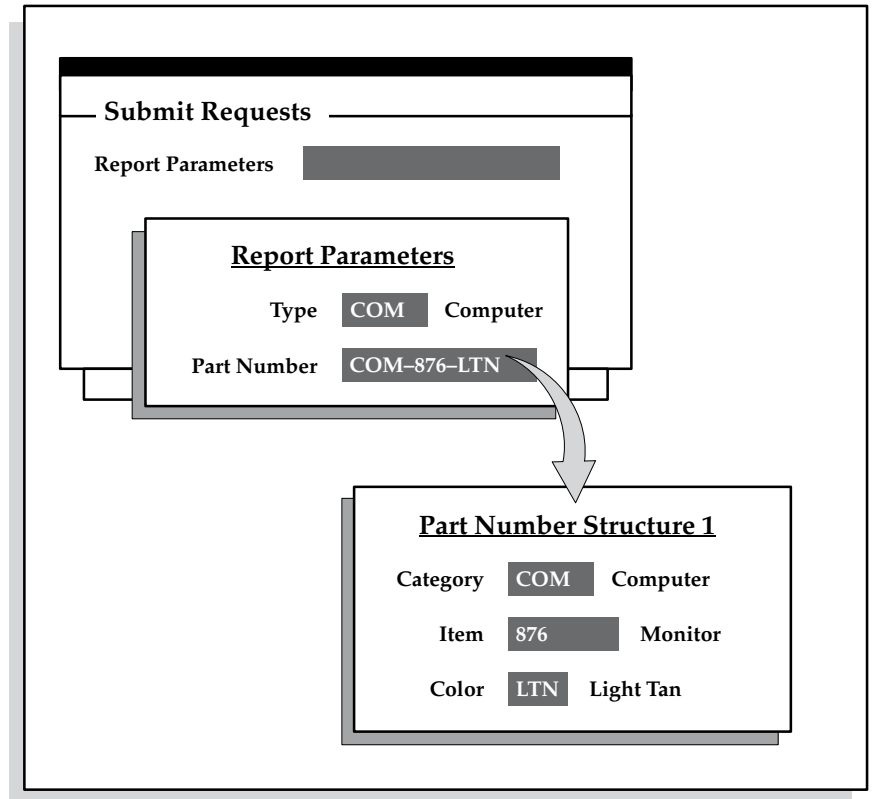 Submit Requests
Report Parameters
Report Parameters
Type COM Computer
Part Number COM–876–LTN
Part Number Structure 1
Category COM Computer
Item 876 Monitor
Color LTN Light Tan